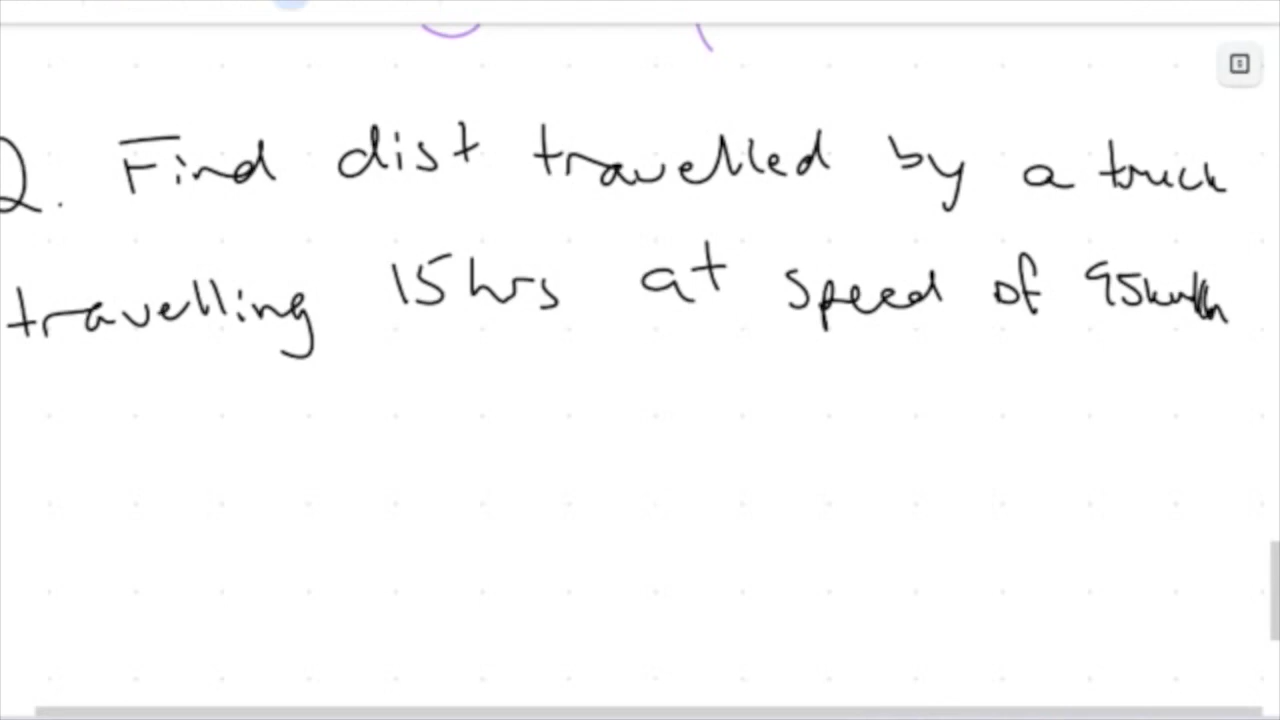 Q. Find dist travelled by a truck
travelling 15hrs at speed of 95km/h